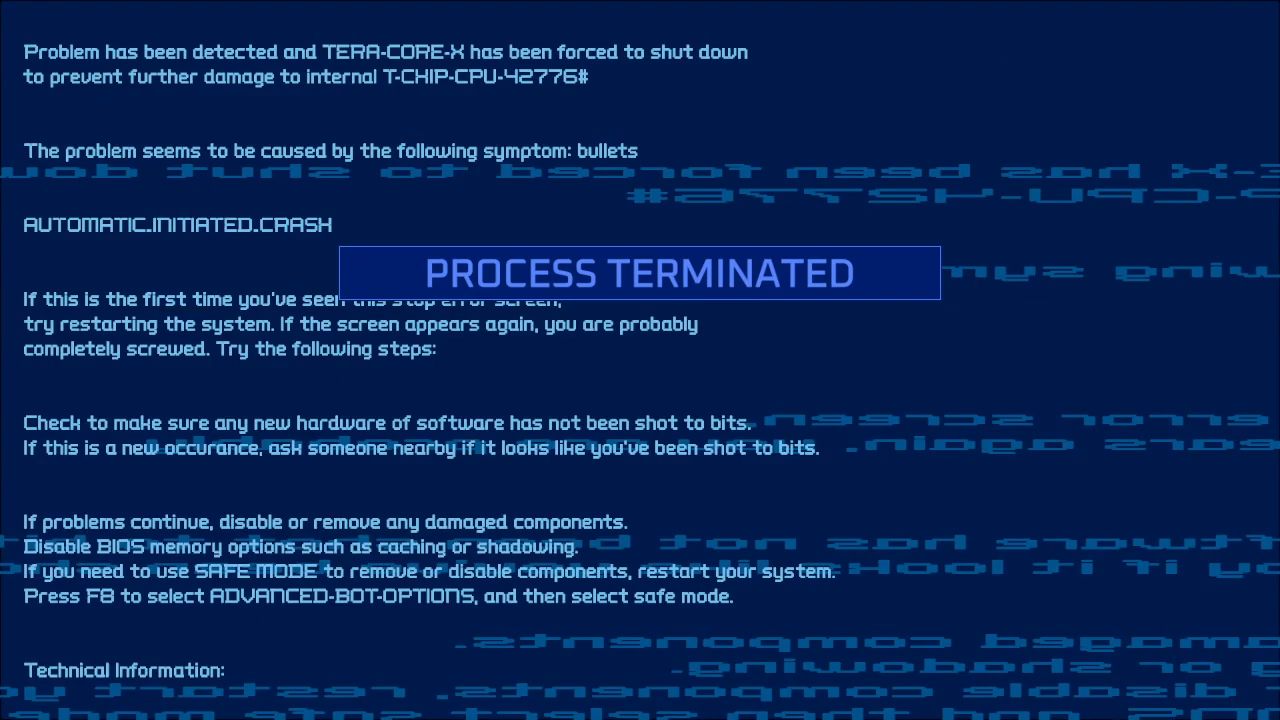 Problem has been detected and TERA-CORE-X has been forced to shut down
to prevent further damage to internal T-CHIP-CPU-42776#
The problem seems to be caused by the following symptom: bullets
AUTOMATIC_INITIATED_CRASH
PROCESS TERMINATED
If this is the first time you've seen this stop error screen,
try restarting the system. If the screen appears again, you are probably
completely screwed. Try the following steps:
Check to make sure any new hardware of software has not been shot to bits.
If this is a new occurance, ask someone nearby if it looks like you've been shot to bits.
If problems continue, disable or remove any damaged components.
Disable BIOS memory options such as caching or shadowing.
If you need to use SAFE MODE to remove or disable components, restart your system.
Press F8 to select ADVANCED-BOT-OPTIONS, and then select safe mode.
Technical Information: